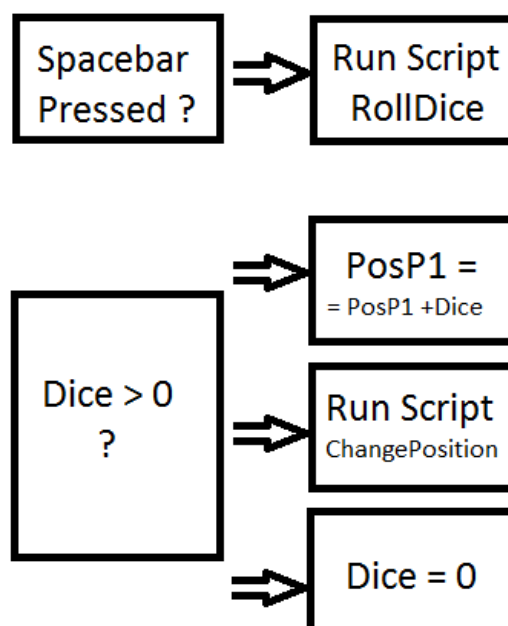 Spacebar
Pressed ?
Run Script
RollDice
Dice > 0
?
PosP1 =
= PosP1 +Dice
Run Script
ChangePosition
Dice = 0